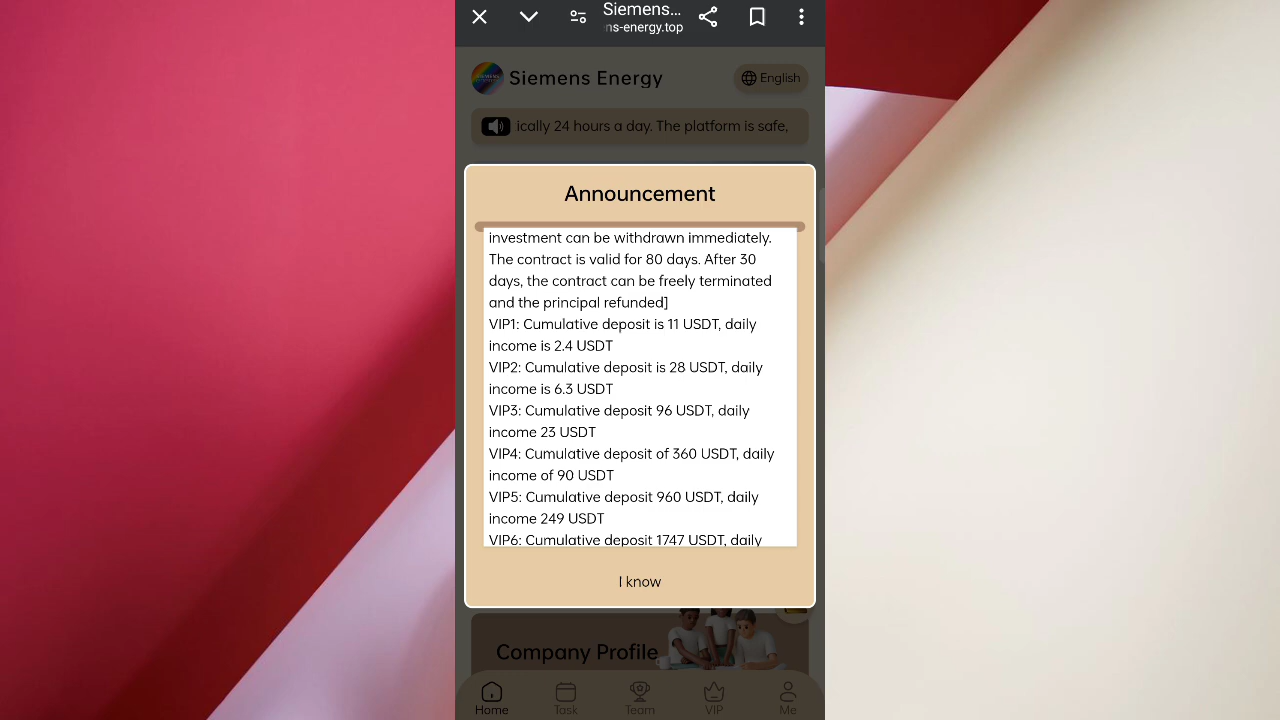 Siemens...
ns-energy.top
Siemens Energy
English
ically 24 hours a day. The platform is safe,
Announcement
investment can be withdrawn immediately.
The contract is valid for 80 days. After 30
days, the contract can be freely terminated
and the principal refunded]
VIP1: Cumulative deposit is 11 USDT, daily
income is 2.4 USDT
VIP2: Cumulative deposit is 28 USDT, daily
income is 6.3 USDT
VIP3: Cumulative deposit 96 USDT, daily
income 23 USDT
VIP4: Cumulative deposit of 360 USDT, daily
income of 90 USDT
VIP5: Cumulative deposit 960 USDT, daily
income 249 USDT
VIP6: Cumulative deposit 1747 USDT, daily
I know
Company Profile
Home
Task
Team
VIP
Me